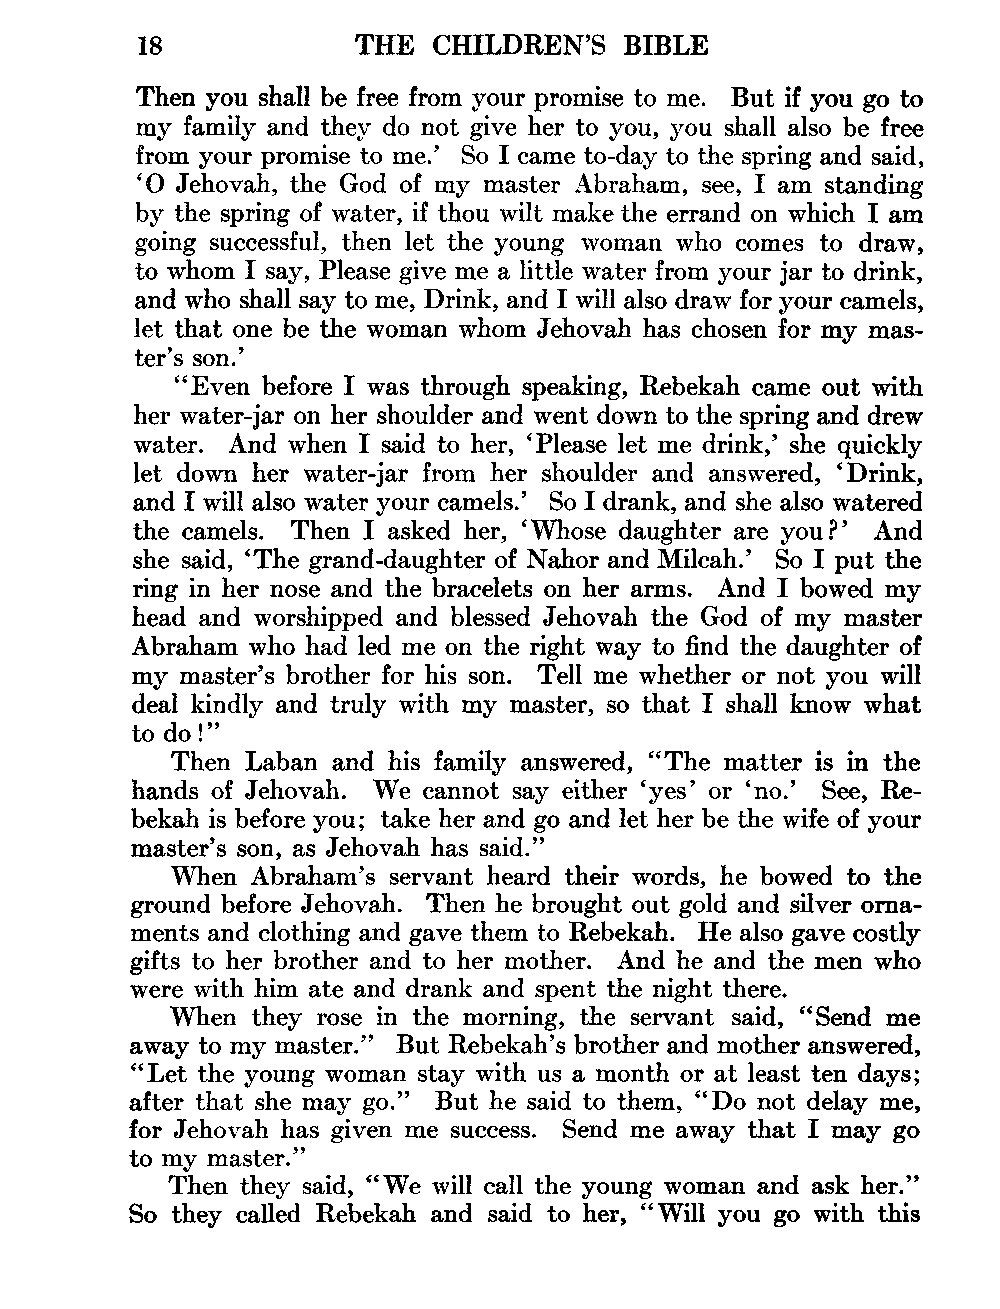 18 THE CHILDREN'S BIBLE
Then you shall be free from your promise to me. But if you go to
my family and they do not give her to you, you shall also be free
from your promise to me.' So I came to-day to the spring and said,
'O Jehovah, the God of my master Abraham, see, I am standing
by the spring of water, if thou wilt make the errand on which I am
going successful, then let the young woman who comes to draw,
to whom I say, Please give me a little water from your jar to drink,
and who shall say to me, Drink, and I will also draw for your camels,
let that one be the woman whom Jehovah has chosen for my mas-
ter's son.'
"Even before I was through speaking, Rebekah came out with
her water-jar on her shoulder and went down to the spring and drew
water. And when I said to her, 'Please let me drink,' she quickly
let down her water-jar from her shoulder and answered, 'Drink,
and I will also water your camels.' So I drank, and she also watered
the camels. Then I asked her, 'Whose daughter are you?' And
she said, 'The grand-daughter of Nahor and Milcah.' So I put the
ring in her nose and the bracelets on her arms. And I bowed my
head and worshipped and blessed Jehovah the God of my master
Abraham who had led me on the right way to find the daughter of
my master's brother for his son. Tell me whether or not you will
deal kindly and truly with my master, so that I shall know what
to do!"
Then Laban and his family answered, "The matter is in the
hands of Jehovah. We cannot say either 'yes' or 'no.' See, Re-
bekah is before you; take her and go and let her be the wife of your
master's son, as Jehovah has said."
When Abraham's servant heard their words, he bowed to the
ground before Jehovah. Then he brought out gold and silver orna-
ments and clothing and gave them to Rebekah. He also gave costly
gifts to her brother and to her mother. And he and the men who
were with him ate and drank and spent the night there.
When they rose in the morning, the servant said, "Send me
away to my master." But Rebekah's brother and mother answered,
"Let the young woman stay with us a month or at least ten days;
after that she may go." But he said to them, "Do not delay me,
for Jehovah has given me success. Send me away that I may go
to my master."
Then they said, "We will call the young woman and ask her."
So they called Rebekah and said to her, "Will you go with this